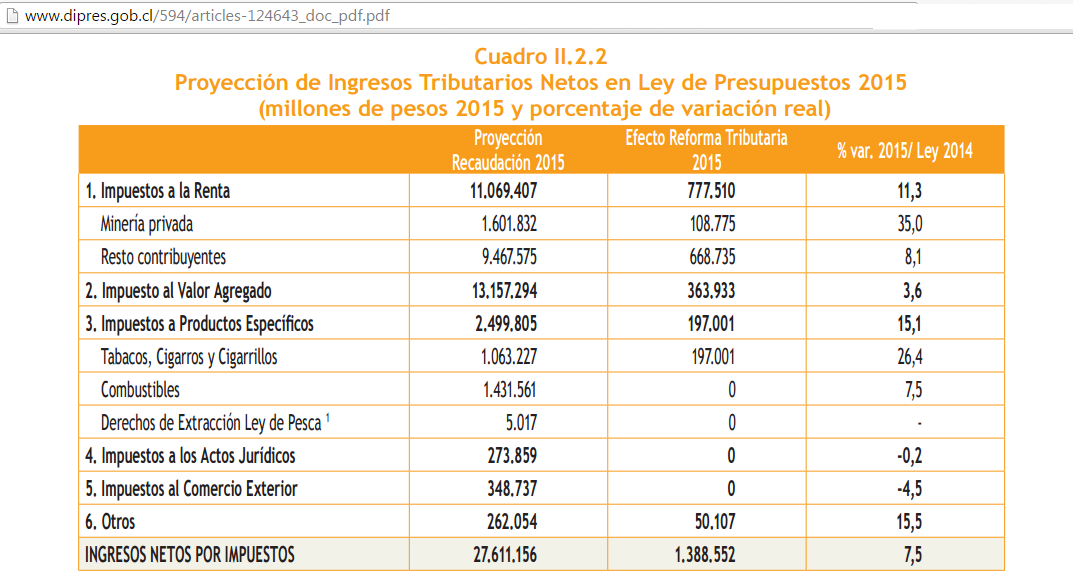 www.dipres.gob.cl/594/articles-124643_doc_pdf.pdf
Cuadro II.2.2
Proyección de Ingresos Tributarios Netos en Ley de Presupuestos 2015
(millones de pesos 2015 y porcentaje de variación real)
Proyección Recaudación 2015 Efecto Reforma Tributaria 2015 % var. 2015/ Ley 2014
1. Impuestos a la Renta 11.069.407 777.510 11,3
Minería privada 1.601.832 108.775 35,0
Resto contribuyentes 9.467.575 668.735 8,1
2. Impuesto al Valor Agregado 13.157.294 363.933 3,6
3. Impuestos a Productos Específicos 2.499.805 197.001 15,1
Tabacos, Cigarros y Cigarrillos 1.063.227 197.001 26,4
Combustibles 1.431.561 0 7,5
Derechos de Extracción Ley de Pesca 1 5.017 0 -
4. Impuestos a los Actos Jurídicos 273.859 0 -0,2
5. Impuestos al Comercio Exterior 348.737 0 -4,5
6. Otros 262.054 50.107 15,5
INGRESOS NETOS POR IMPUESTOS 27.611.156 1.388.552 7,5